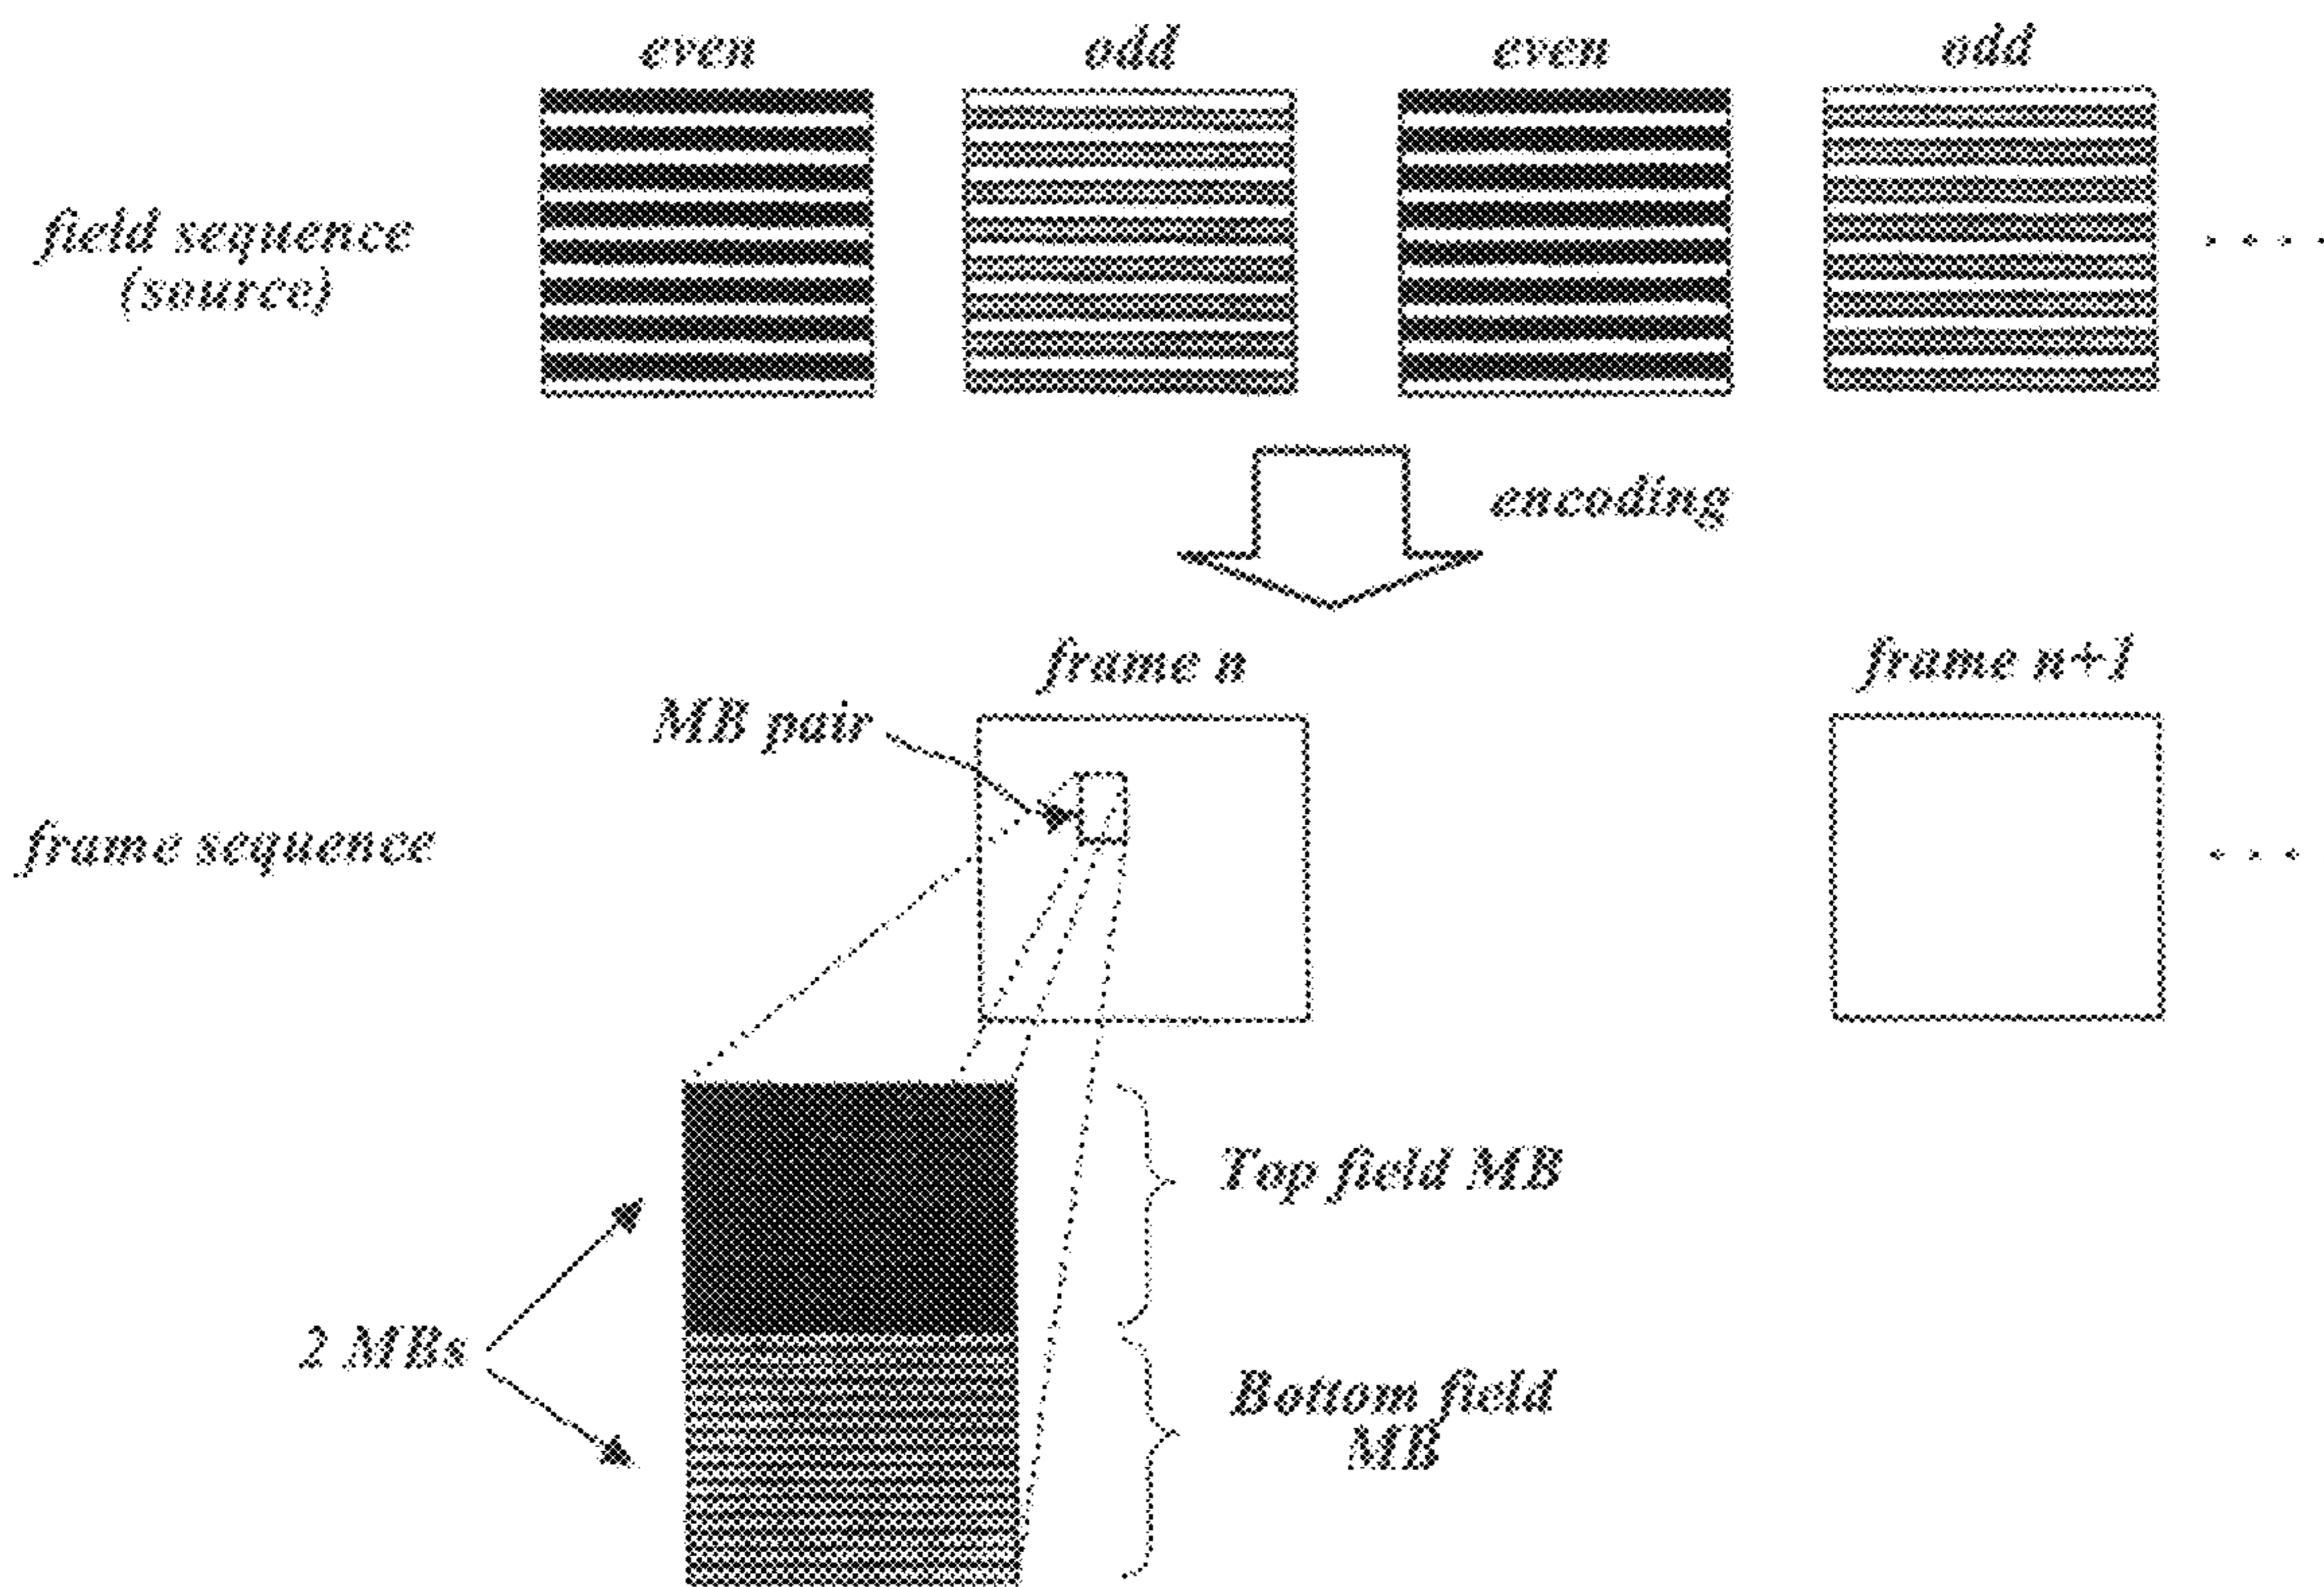 even odd even odd
field sequence
(source)
. . . .
encoding
frame n frame n+1
MB pair
frame sequence
. . .
Top field MB
2 MBs
Bottom field
MB